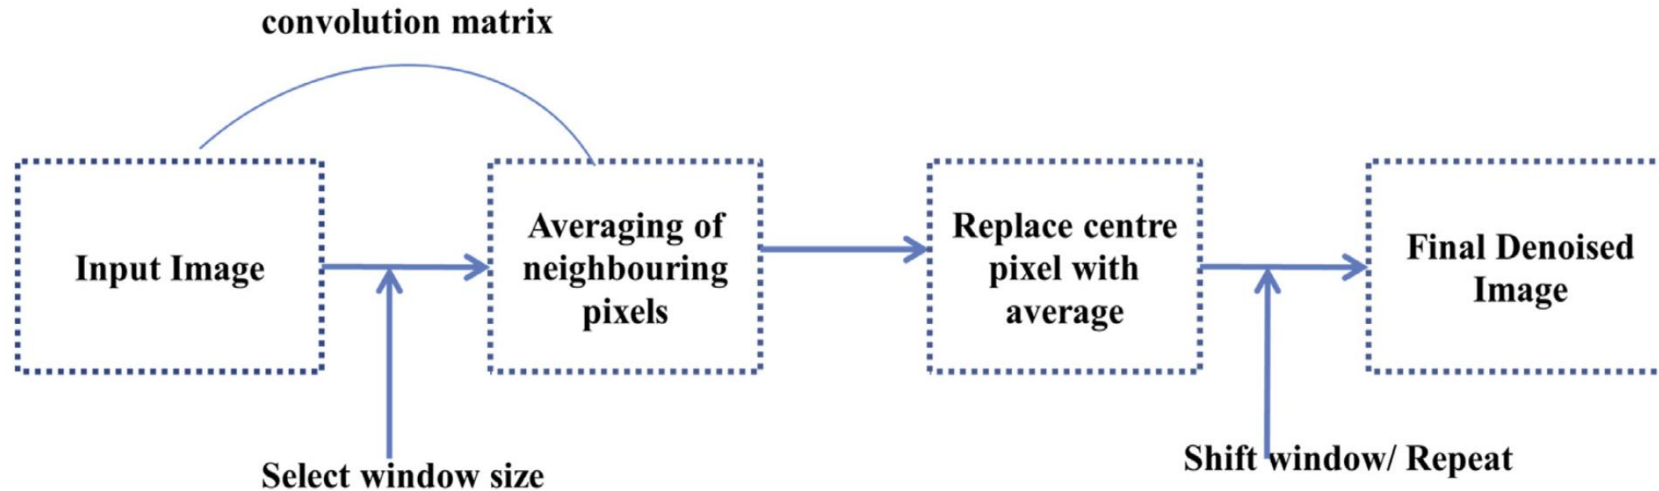 convolution matrix
Input Image
Averaging of
neighbouring
pixels
Replace centre
pixel with
average
Final Denoised
Image
Select window size
Shift window/ Repeat